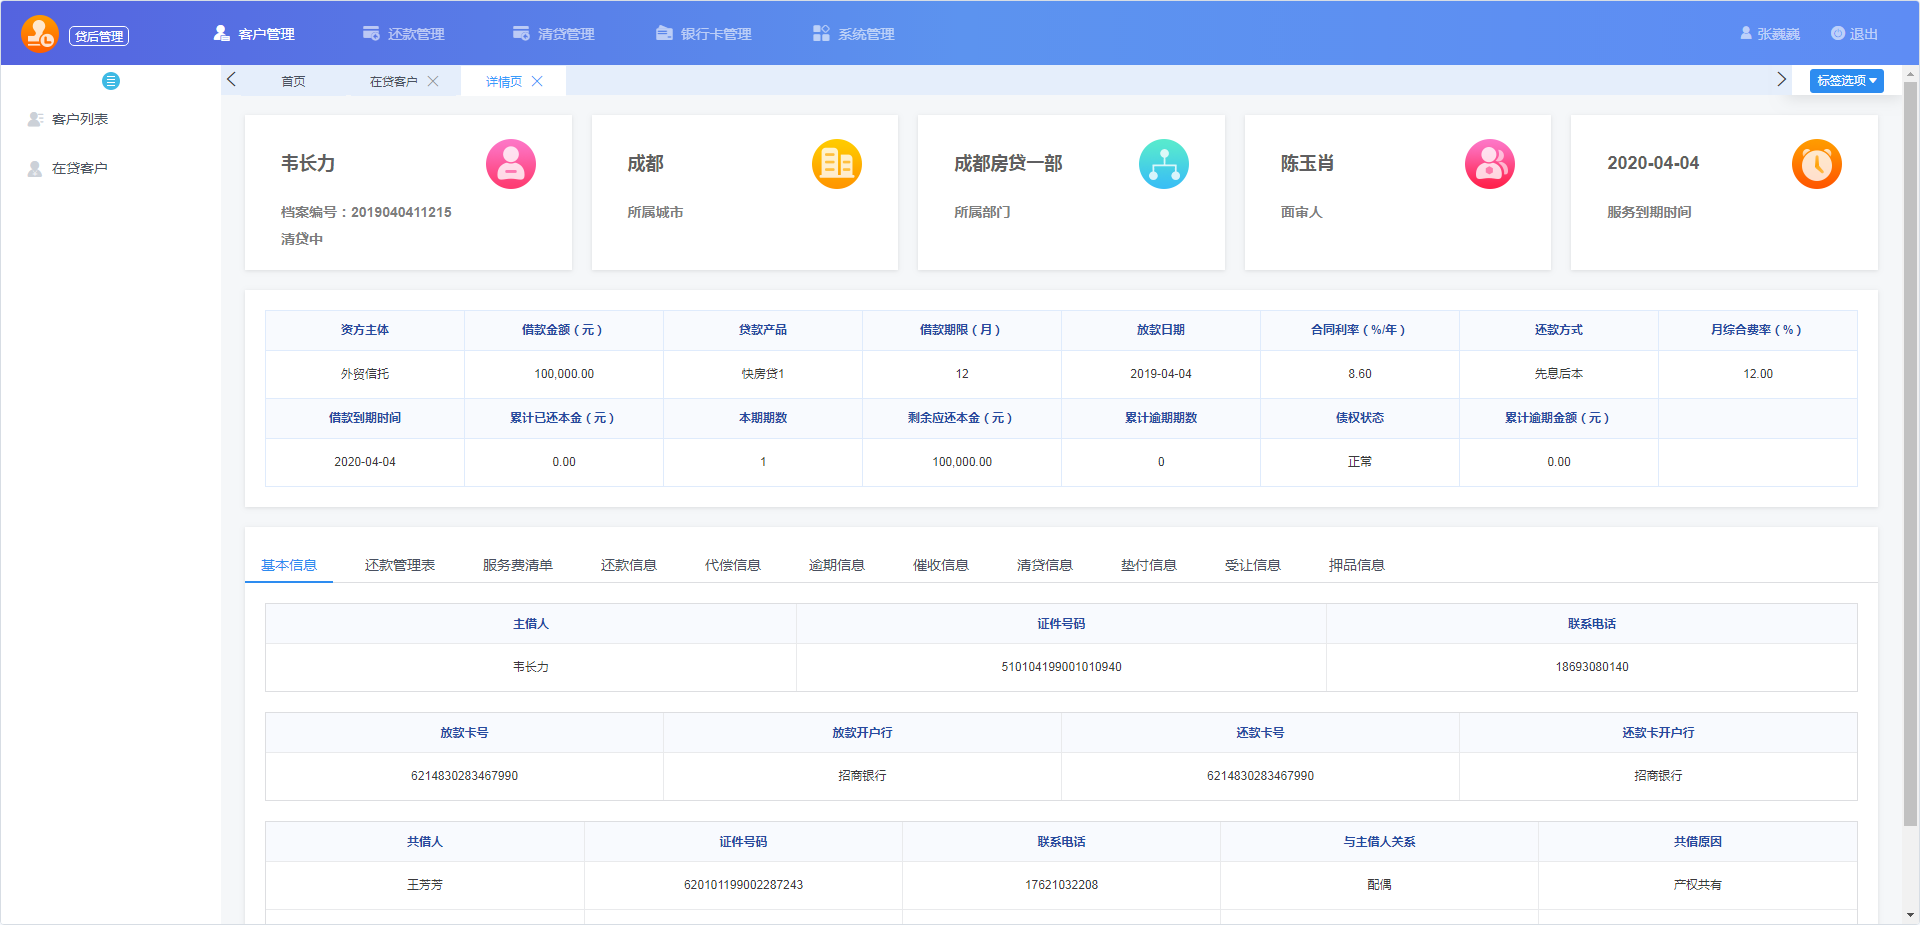 贷后管理 客户管理 还款管理 清贷管理 银行卡管理 系统管理 张巍巍 退出
首页 在贷客户 详情页 标签选项
客户列表
在贷客户
韦长力 成都 成都房贷一部 陈玉肖 2020-04-04
档案编号：2019040411215 所属城市 所属部门 面审人 服务到期时间
清贷中
资方主体 借款金额（元） 贷款产品 借款期限（月） 放款日期 合同利率（%/年） 还款方式 月综合费率（%）
外贸信托 100,000.00 快房贷1 12 2019-04-04 8.60 先息后本 12.00
借款到期时间 累计已还本金（元） 本期期数 剩余应还本金（元） 累计逾期期数 债权状态 累计逾期金额（元）
2020-04-04 0.00 1 100,000.00 0 正常 0.00
基本信息 还款管理表 服务费清单 还款信息 代偿信息 逾期信息 催收信息 清贷信息 垫付信息 受让信息 押品信息
主借人 证件号码 联系电话
韦长力 510104199001010940 18693080140
放款卡号 放款开户行 还款卡号 还款卡开户行
6214830283467990 招商银行 6214830283467990 招商银行
共借人 证件号码 联系电话 与主借人关系 共借原因
王芳芳 620101199002287243 17621032208 配偶 产权共有